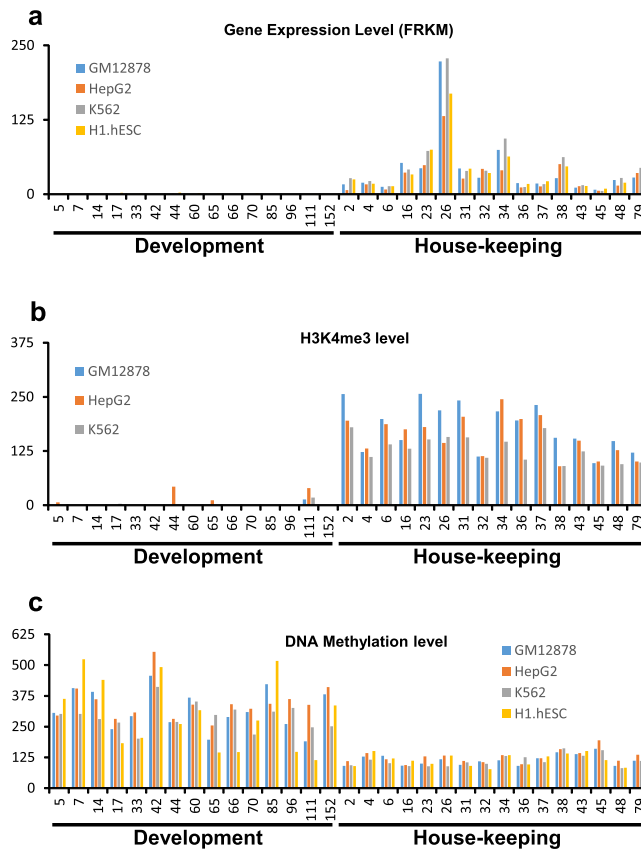 a
Gene Expression Level (FRKM)
250
125
0
GM12878
HepG2
K562
H1.hESC
5 7 14 17 33 42 44 60 65 66 70 85 96 111 152 2 4 6 16 23 26 31 32 34 36 37 38 43 45 48 79
Development House-keeping
b
H3K4me3 level
375
250
125
0
GM12878
HepG2
K562
5 7 14 17 33 42 44 60 65 66 70 85 96 111 152 2 4 6 16 23 26 31 32 34 36 37 38 43 45 48 79
Development House-keeping
c
DNA Methylation level
625
500
375
250
125
0
GM12878
HepG2
K562
H1.hESC
5 7 14 17 33 42 44 60 65 66 70 85 96 111 152 2 4 6 16 23 26 31 32 34 36 37 38 43 45 48 79
Development House-keeping